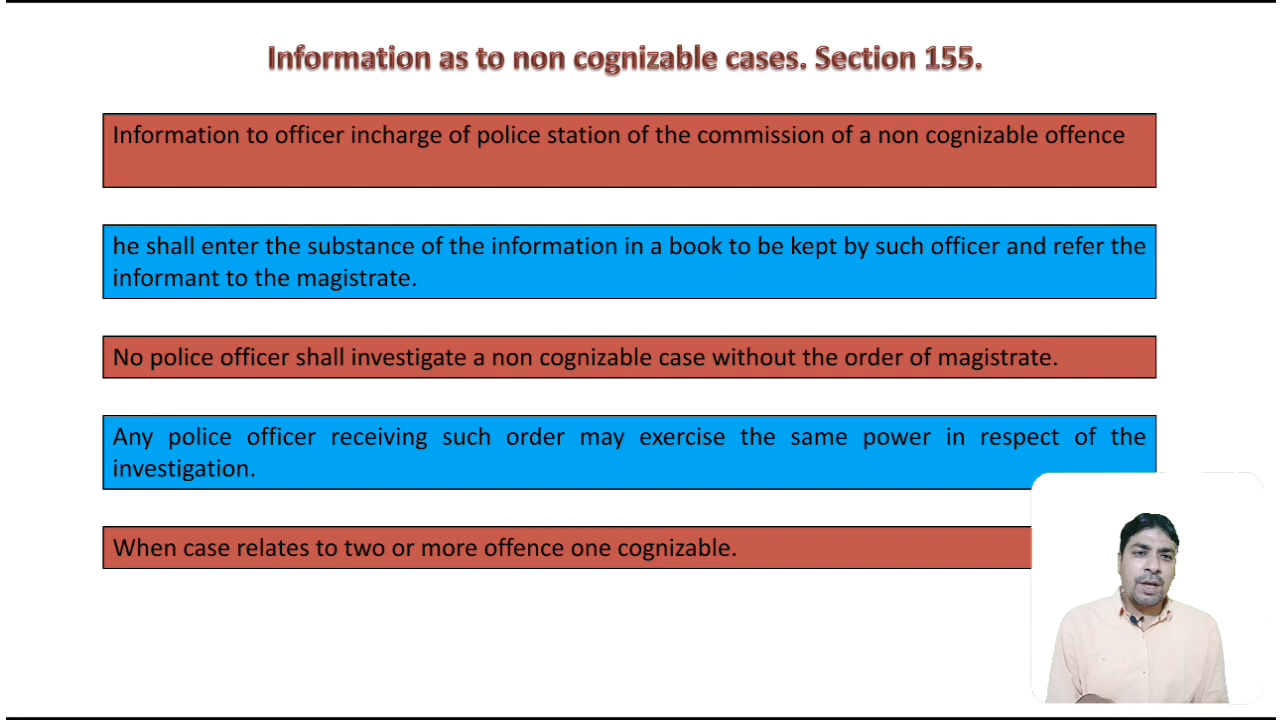 Information as to non cognizable cases. Section 155.
Information to officer incharge of police station of the commission of a non cognizable offence
he shall enter the substance of the information in a book to be kept by such officer and refer the
informant to the magistrate.
No police officer shall investigate a non cognizable case without the order of magistrate.
Any police officer receiving such order may exercise the same power in respect of the
investigation.
When case relates to two or more offence one cognizable.